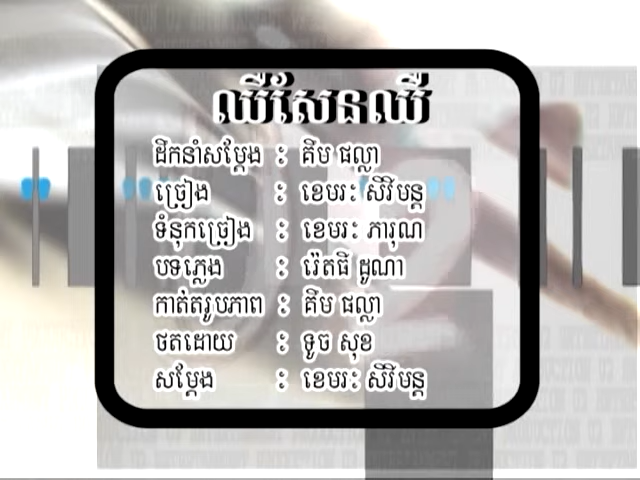 ឈឺសែនឈឺ
ដឹកនាំសម្តែង : គីម ផល្លា
ច្រៀង : ខេមរះ សិរីមន្ត
ទំនុកច្រៀង : ខេមរះ ភារុណ
បទភ្លេង : រ៉េតធី ដូណា
កាត់តរូបភាព : គីម ផល្លា
ថតដោយ : ទូច សុខ
សម្តែង : ខេមរះ សិរីមន្ត